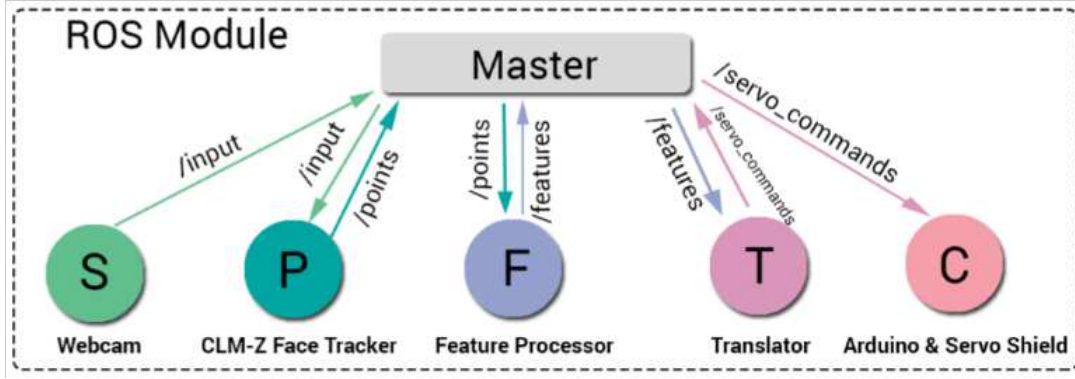 ROS Module
Master
/input
/input
/points
/points
/features
/features
/servo_commands
/servo_commands
S
P
F
T
C
Webcam
CLM-Z Face Tracker
Feature Processor
Translator
Arduino & Servo Shield